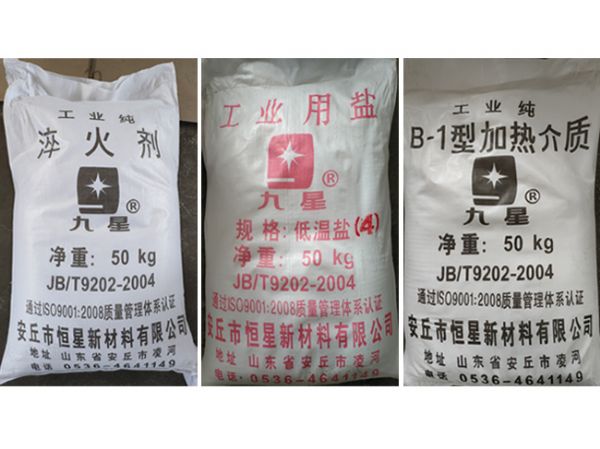 工业纯
淬火剂
®
九星
净重：50 kg
JB/T9202-2004
通过ISO9001:2008质量管理体系认证
安丘市恒星新材料有限公司
地址 山东省安丘市凌河
电话：0536-4641149
工业用盐
®
九星
规格：低温盐(4)
净重：50 kg
JB/T9202-2004
通过ISO9001:2008质量管理体系认证
安丘市恒星新材料有限公司
地址 山东省安丘市凌河
电话：0536-4641149
工业纯
B-1型加热介质
®
九星
净重：50 kg
JB/T9202-2004
通过ISO9001:2008质量管理体系认证
安丘市恒星新材料有限公司
地址 山东省安丘市凌河
电话：0536-4641149